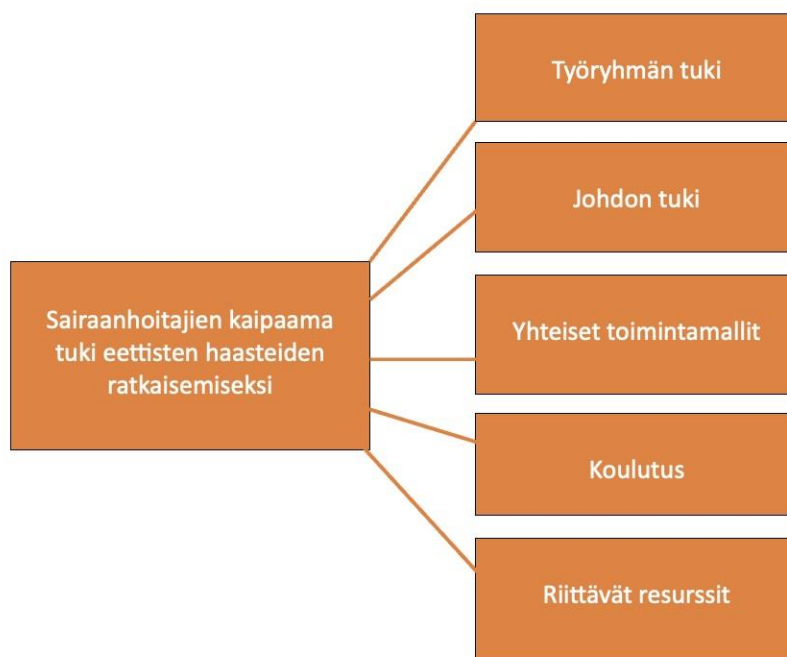 Työryhmän tuki
Johdon tuki
Sairaanhoitajien kaipaama
tuki eettisten haasteiden
ratkaisemiseksi
Yhteiset toimintamallit
Koulutus
Riittävät resurssit